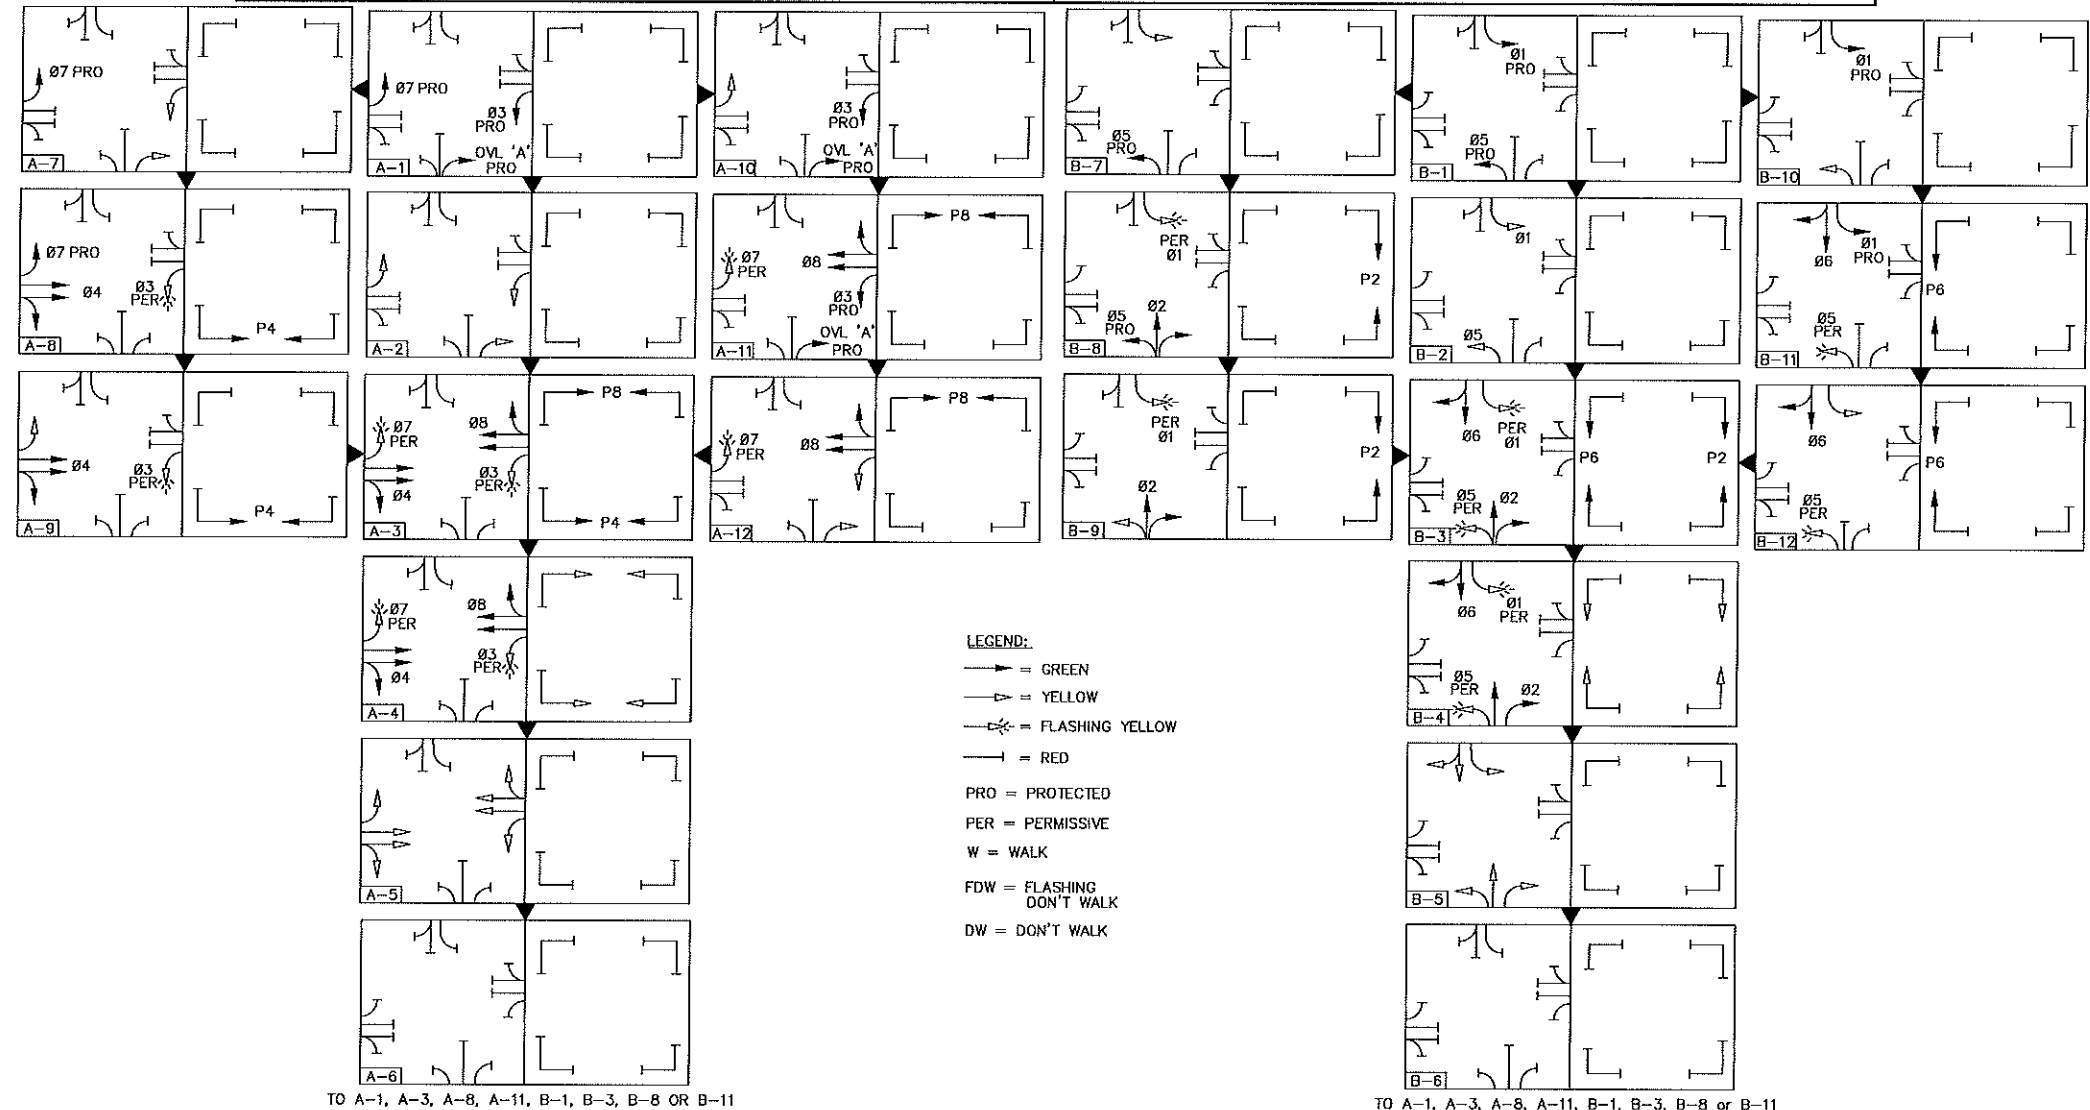 Ø7 PRO
A-7
Ø7 PRO
Ø3
PRO
OVL 'A'
PRO
A-1
Ø3
PRO
OVL 'A'
PRO
A-10
Ø5
PRO
B-7
Ø1
PRO
Ø5
PRO
B-1
Ø1
PRO
B-10
Ø7 PRO
Ø4
Ø3
PER
P4
A-8
A-2
Ø7
PER
Ø8
Ø3
PRO
OVL 'A'
PRO
P8
A-11
PER
Ø1
Ø5
PRO
Ø2
P2
B-8
Ø1
Ø5
B-2
Ø6
Ø1
PRO
Ø5
PER
P6
B-11
Ø4
Ø3
PER
P4
A-9
Ø7
PER
Ø8
Ø3
PER
Ø4
P8
P4
A-3
Ø7
PER
Ø8
P8
A-12
PER
Ø1
Ø2
P2
B-9
Ø6
PER
Ø1
Ø5
PER
Ø2
P6
P2
B-3
Ø6
Ø5
PER
P6
B-12
Ø7
PER
Ø8
Ø3
PER
Ø4
A-4
Ø6
Ø1
PER
Ø5
PER
Ø2
B-4
LEGEND:
= GREEN
= YELLOW
= FLASHING YELLOW
= RED
PRO = PROTECTED
PER = PERMISSIVE
W = WALK
FDW = FLASHING
DON'T WALK
DW = DON'T WALK
A-5
B-5
A-6
B-6
TO A-1, A-3, A-8, A-11, B-1, B-3, B-8 OR B-11
TO A-1, A-3, A-8, A-11, B-1, B-3, B-8 or B-11